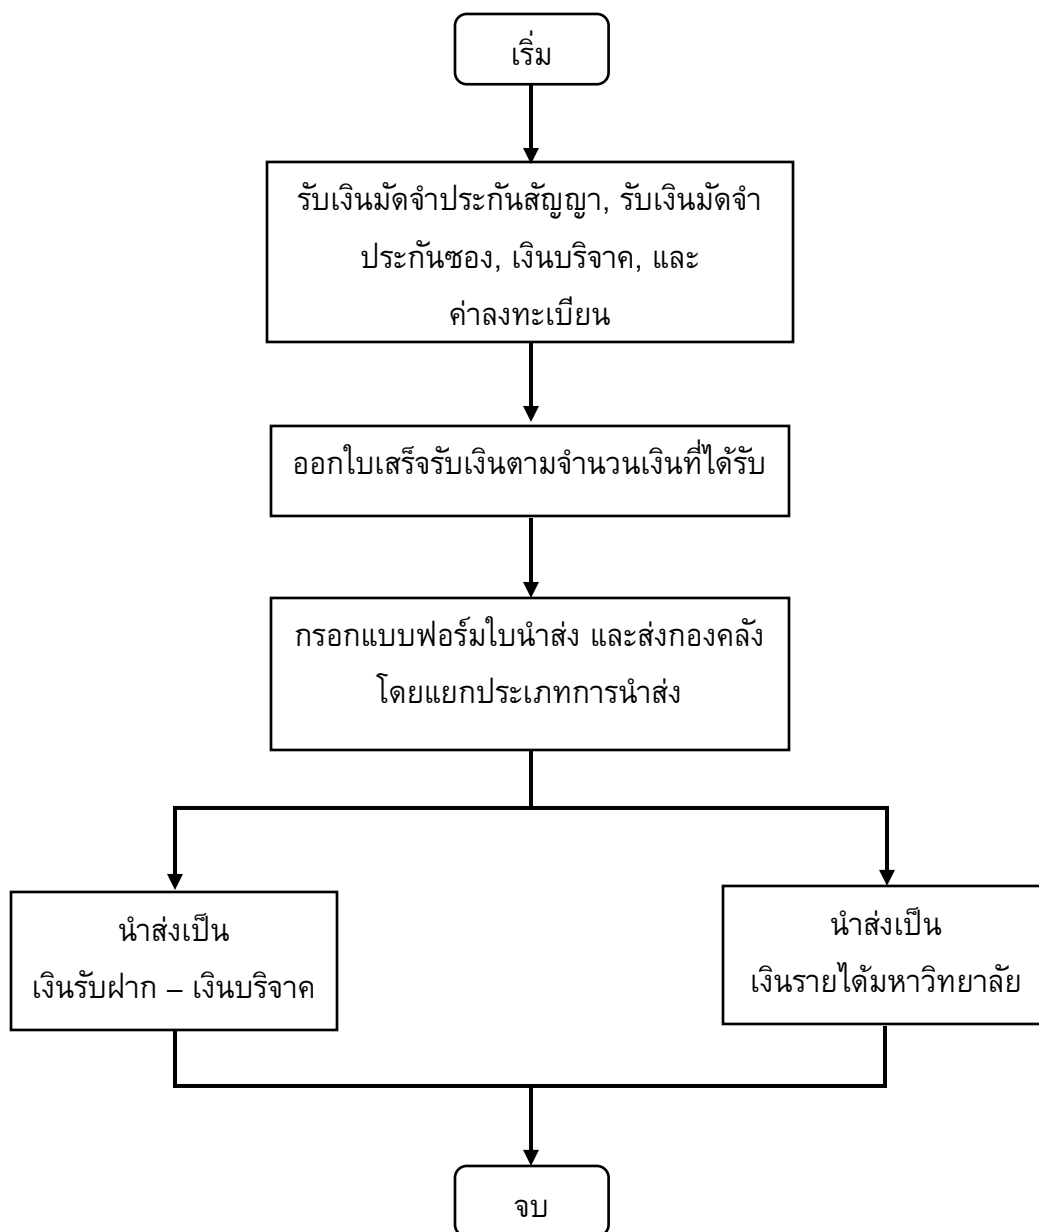 เริ่ม
รับเงินมัดจำประกันสัญญา, รับเงินมัดจำ
ประกันซอง, เงินบริจาค, และ
ค่าลงทะเบียน
ออกใบเสร็จรับเงินตามจำนวนเงินที่ได้รับ
กรอกแบบฟอร์มใบนำส่ง และส่งกองคลัง
โดยแยกประเภทการนำส่ง
นำส่งเป็น
เงินรับฝาก – เงินบริจาค
นำส่งเป็น
เงินรายได้มหาวิทยาลัย
จบ